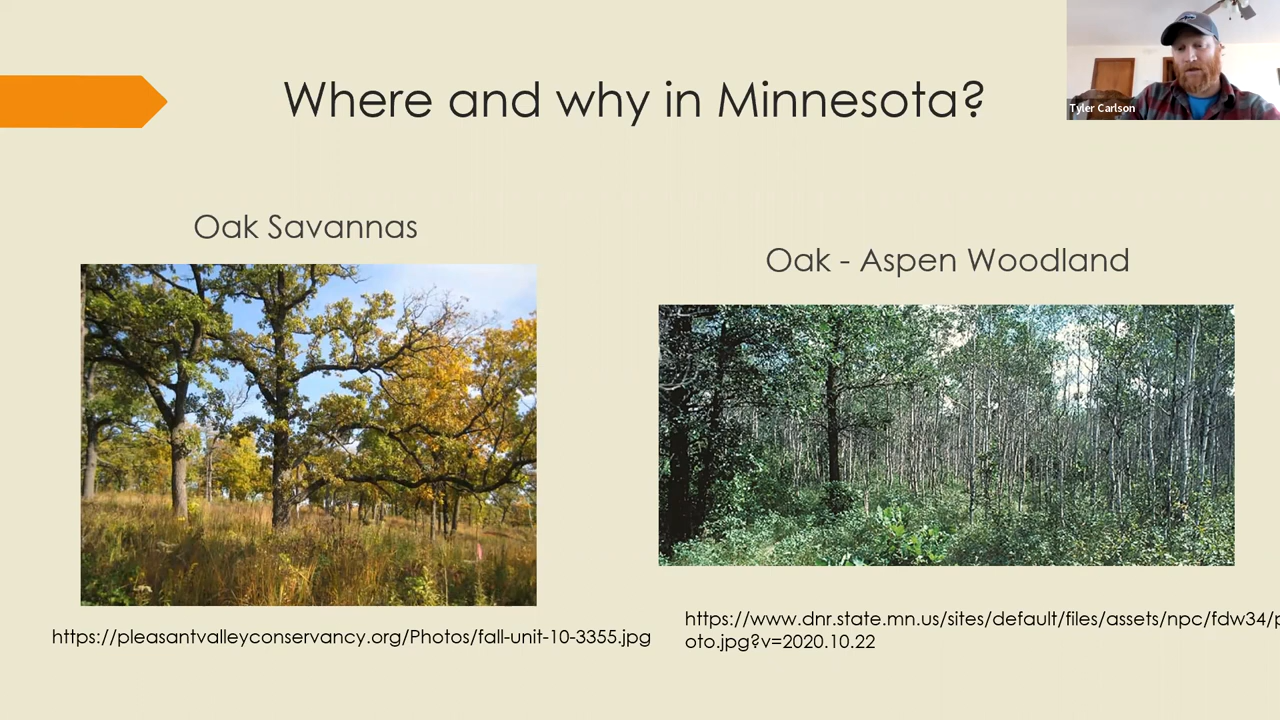 Where and why in Minnesota?
Tyler Carlson
Oak Savannas
Oak - Aspen Woodland
https://pleasantvalleyconservancy.org/Photos/fall-unit-10-3355.jpg
https://www.dnr.state.mn.us/sites/default/files/assets/npc/fdw34/p
oto.jpg?v=2020.10.22